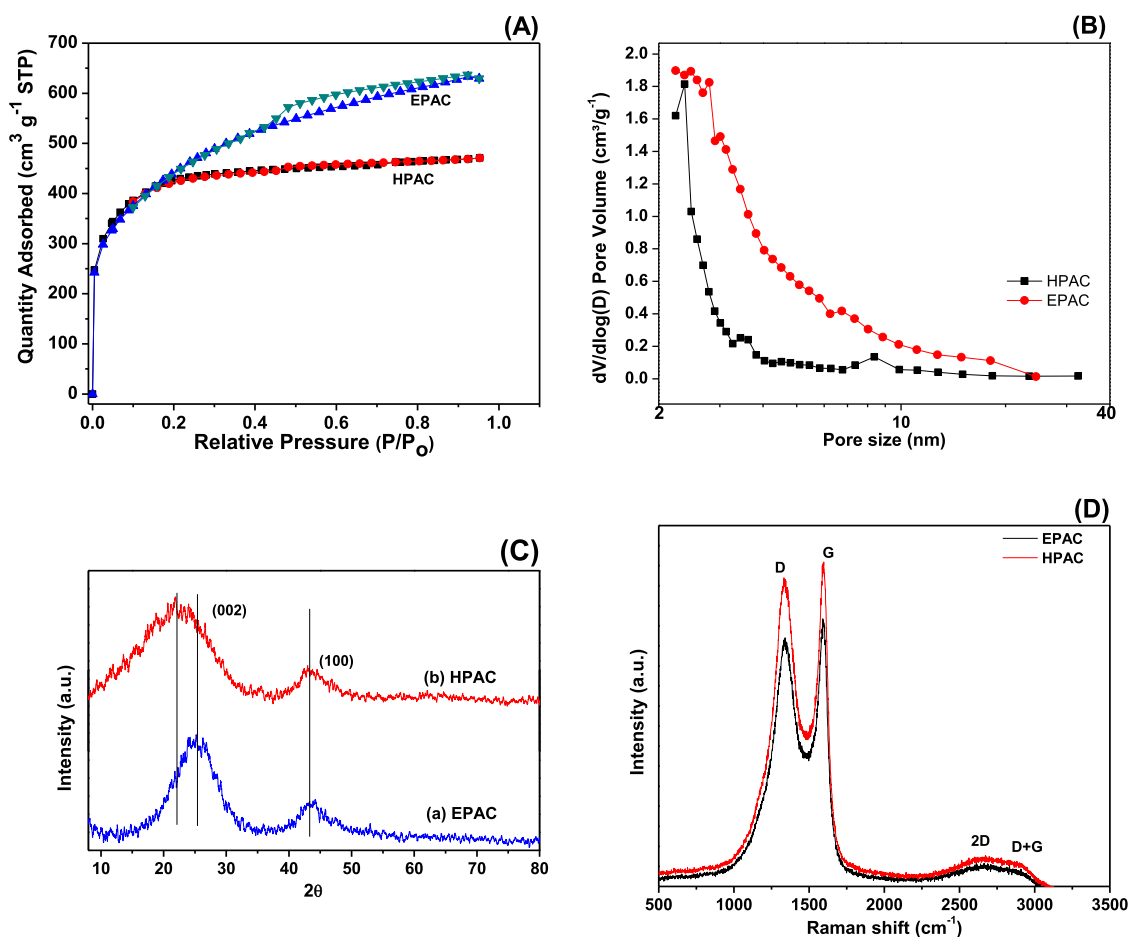 (A)
700
600
500
400
300
200
100
0
Quantity Adsorbed (cm³ g⁻¹ STP)
EPAC
HPAC
0.0 0.2 0.4 0.6 0.8 1.0
Relative Pressure (P/Pₒ)
(B)
2.0
1.8
1.6
1.4
1.2
1.0
0.8
0.6
0.4
0.2
0.0
dV/dlog(D) Pore Volume (cm³/g⁻¹)
HPAC
EPAC
2 10 40
Pore size (nm)
(C)
Intensity (a.u.)
(002)
(100)
(b) HPAC
(a) EPAC
10 20 30 40 50 60 70 80
2θ
(D)
Intensity (a.u.)
EPAC
HPAC
D
G
2D
D+G
500 1000 1500 2000 2500 3000 3500
Raman shift (cm⁻¹)